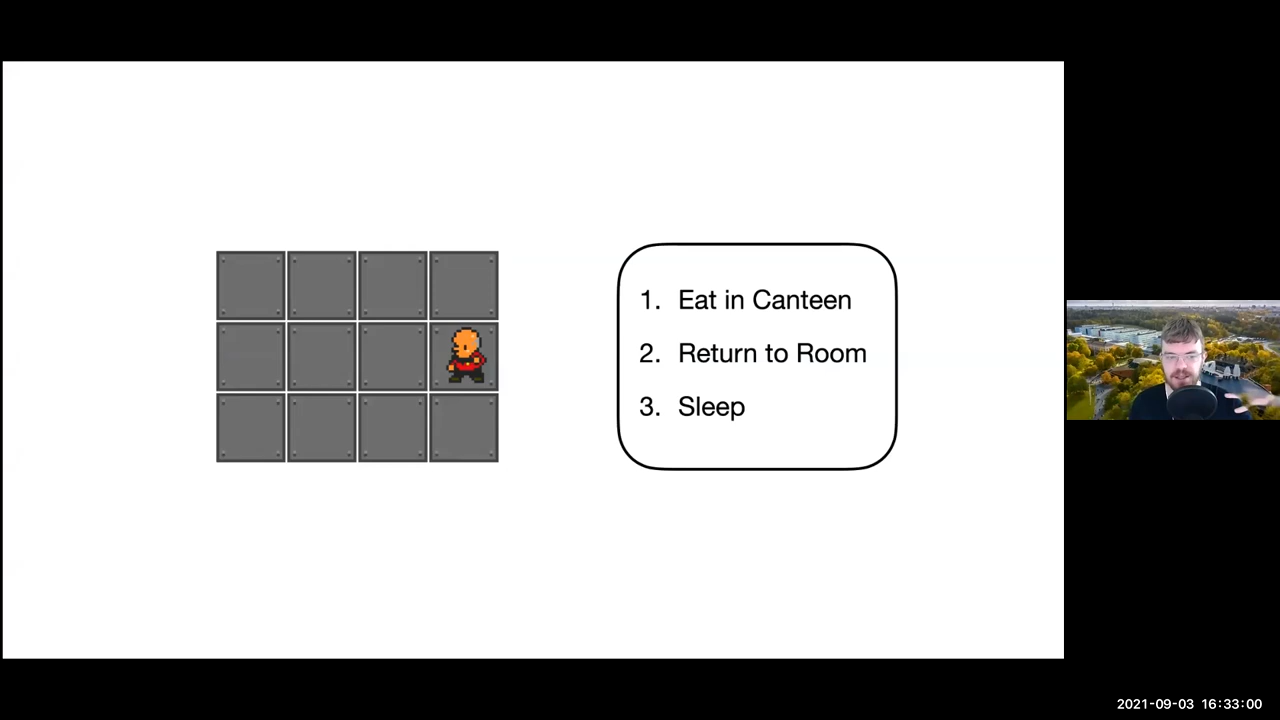 1. Eat in Canteen
2. Return to Room
3. Sleep
2021-09-03 16:33:00